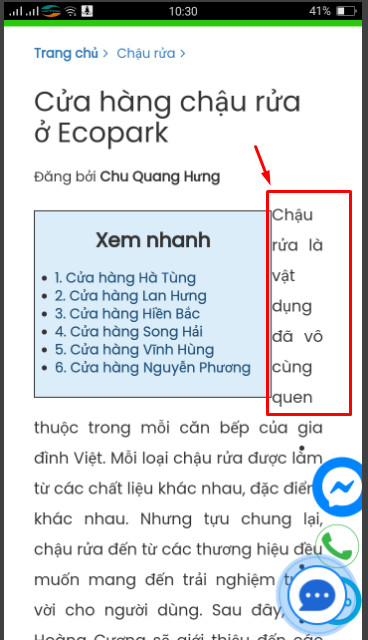 10:30
41%
Trang chủ > Chậu rửa >
Cửa hàng chậu rửa
ở Ecopark
Đăng bởi Chu Quang Hưng
Xem nhanh
1. Cửa hàng Hà Tùng
2. Cửa hàng Lan Hưng
3. Cửa hàng Hiền Bắc
4. Cửa hàng Song Hải
5. Cửa hàng Vĩnh Hùng
6. Cửa hàng Nguyễn Phương
Chậu
rửa là
vật
dụng
đã vô
cùng
quen
thuộc trong mỗi căn bếp của gia
đình Việt. Mỗi loại chậu rửa được làm
từ các chất liệu khác nhau, đặc điểm
khác nhau. Nhưng tựu chung lại,
chậu rửa đến từ các thương hiệu đều
muốn mang đến trải nghiệm
vời cho người dùng. Sau đây,
Hoàng Cương sẽ giới thiệu đến các